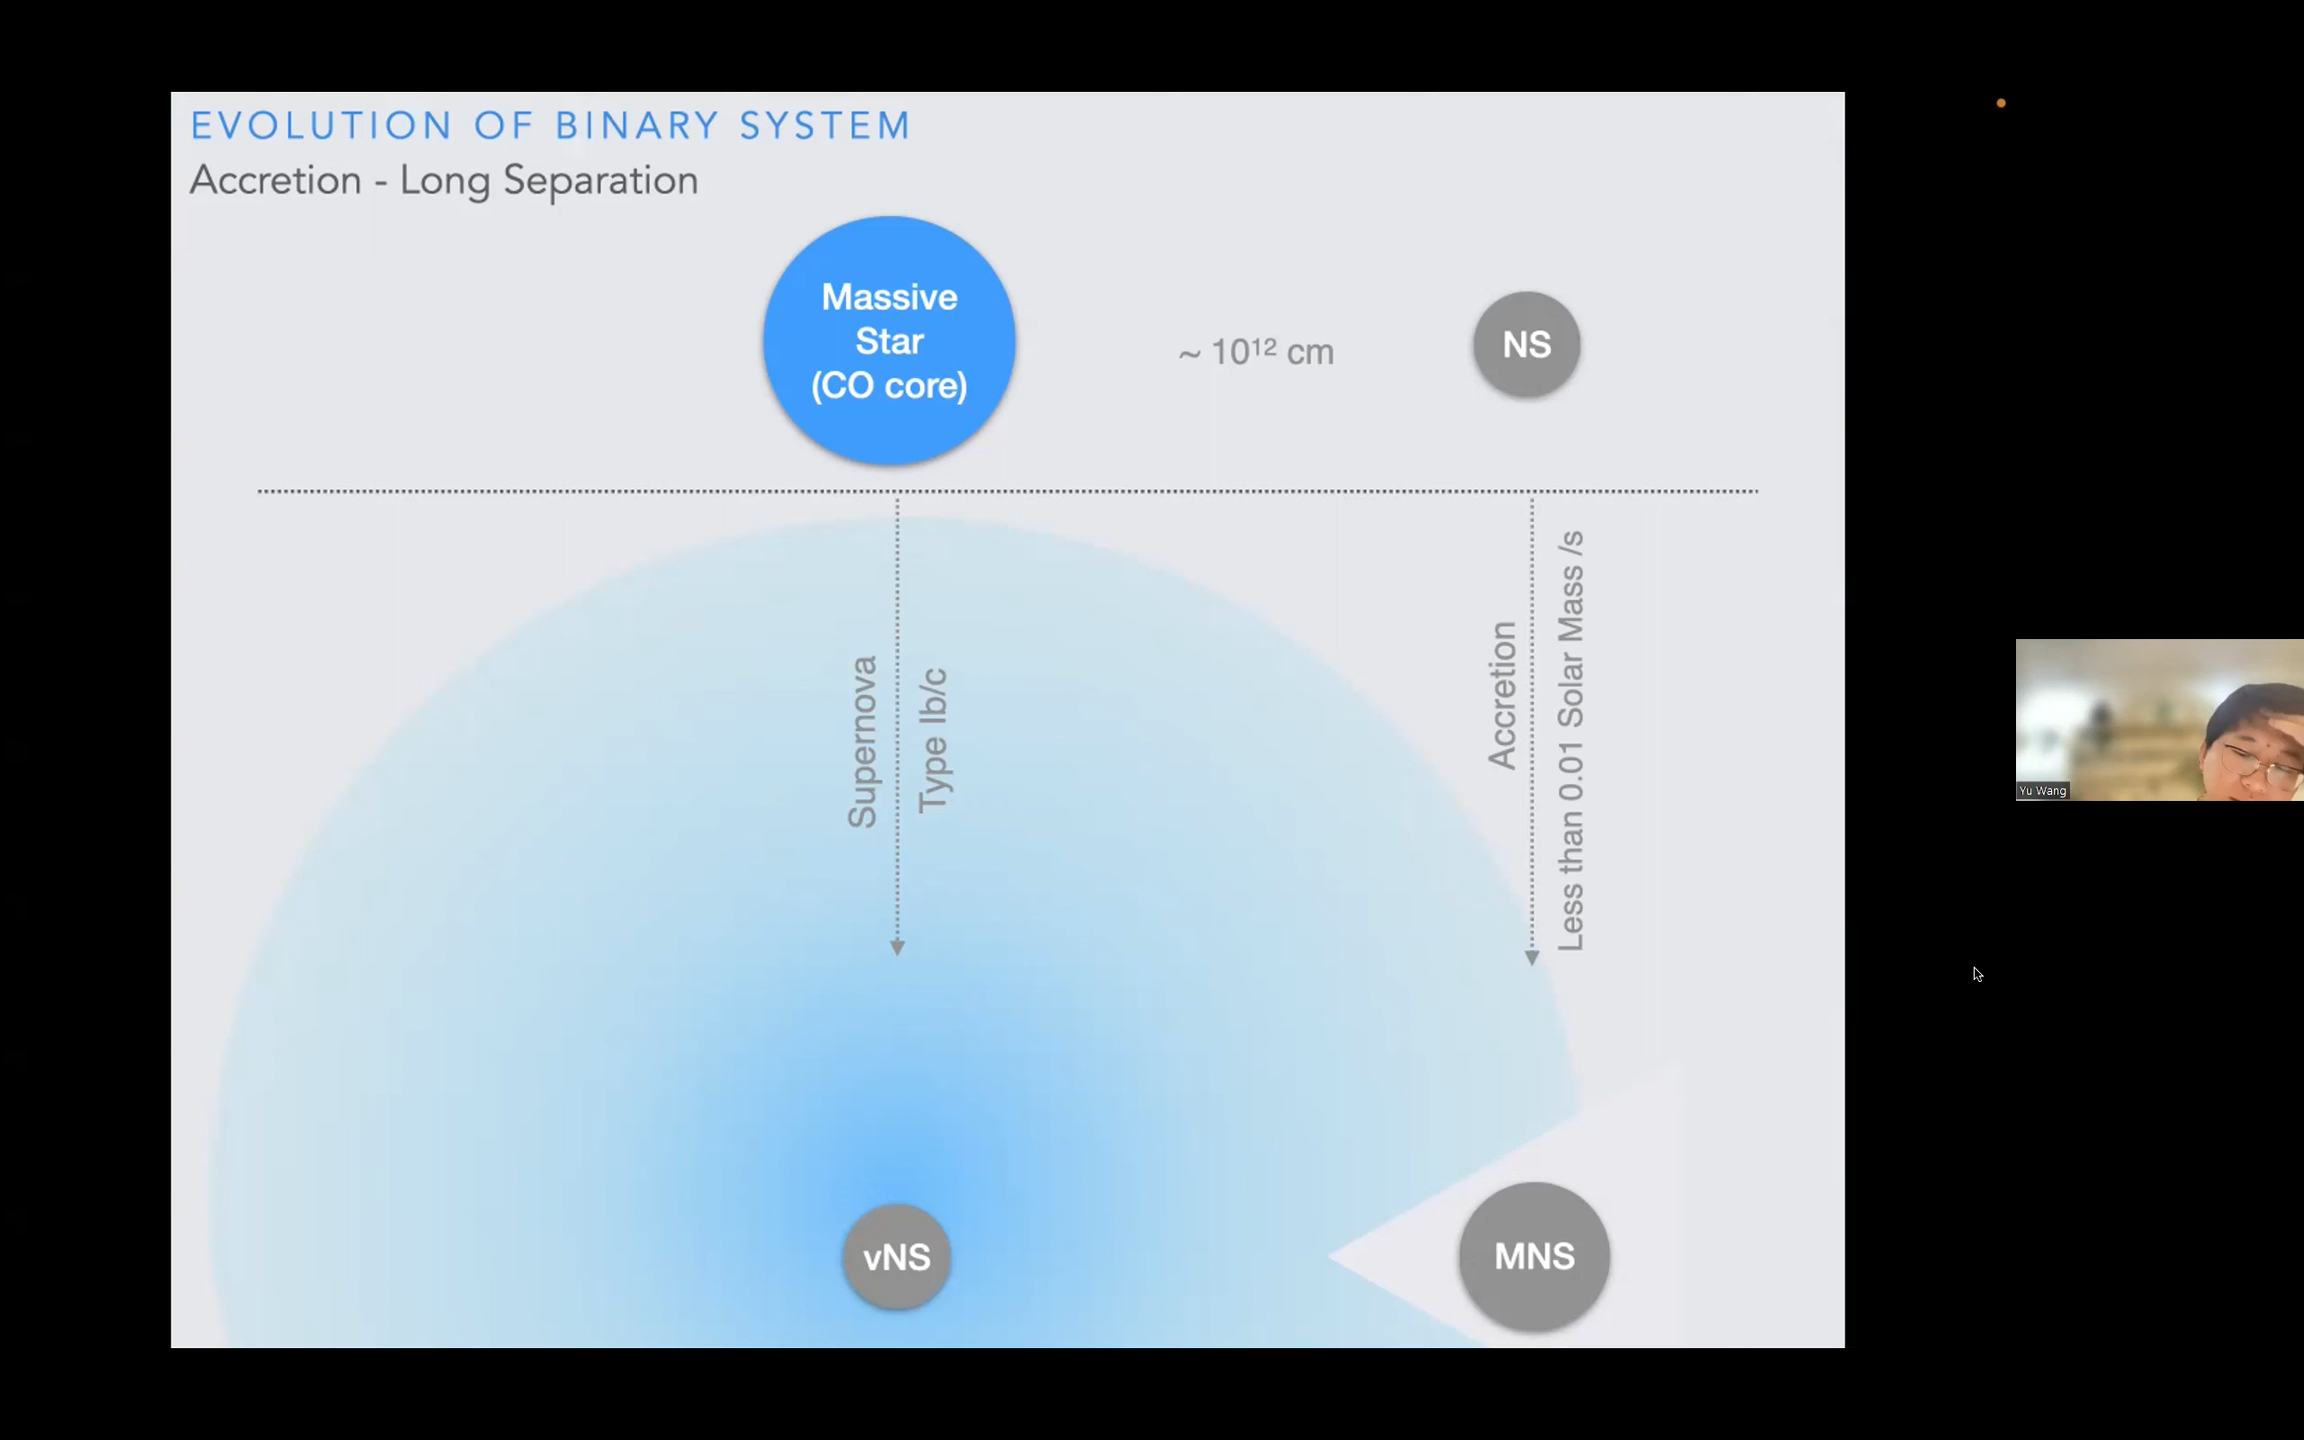 EVOLUTION OF BINARY SYSTEM
Accretion - Long Separation
Massive
Star
(CO core)
~ 10¹² cm
NS
Supernova
Type Ib/c
Accretion
Less than 0.01 Solar Mass /s
vNS
MNS
Yu Wang